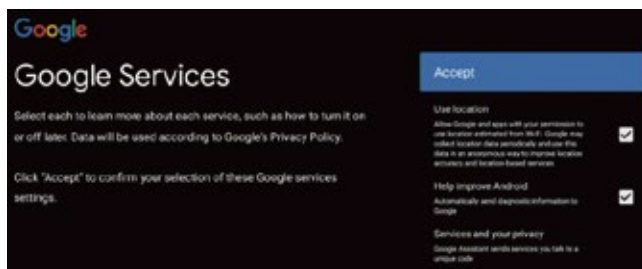 Google
Google Services
Select each to learn more about each service, such as how to turn it on
or off later. Data will be used according to Google's Privacy Policy.
Click "Accept" to confirm your selection of these Google services
settings.
Accept
Use location
Allow Google and apps with your permission to
use location estimated from Wi-Fi. Google may
collect location data periodically and use this
data in an anonymous way to improve location
accuracy and location-based services
Help improve Android
Automatically send diagnostic information to
Google
Services and your privacy
Google Assistant sends services you talk to a
unique code